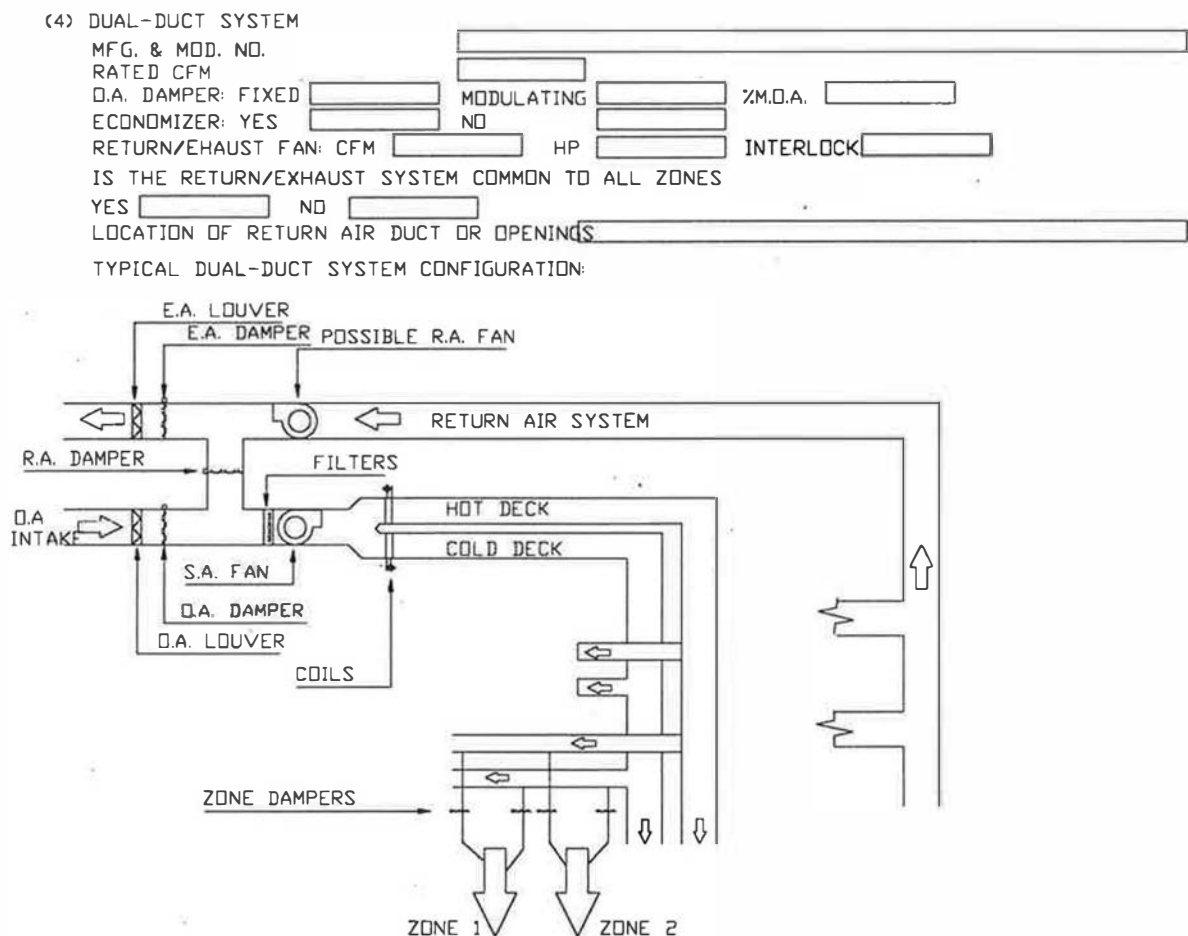 (4) DUAL-DUCT SYSTEM
MFG. & MOD. NO.
RATED CFM
O.A. DAMPER: FIXED MODULATING %M.O.A.
ECONOMIZER: YES NO
RETURN/EHAUST FAN: CFM HP INTERLOCK
IS THE RETURN/EXHAUST SYSTEM COMMON TO ALL ZONES
YES NO
LOCATION OF RETURN AIR DUCT OR OPENINGS
TYPICAL DUAL-DUCT SYSTEM CONFIGURATION:
E.A. LOUVER
E.A. DAMPER POSSIBLE R.A. FAN
RETURN AIR SYSTEM
R.A. DAMPER FILTERS
O.A HOT DECK
INTAKE COLD DECK
S.A. FAN
O.A. DAMPER
O.A. LOUVER
COILS
ZONE DAMPERS
ZONE 1 ZONE 2